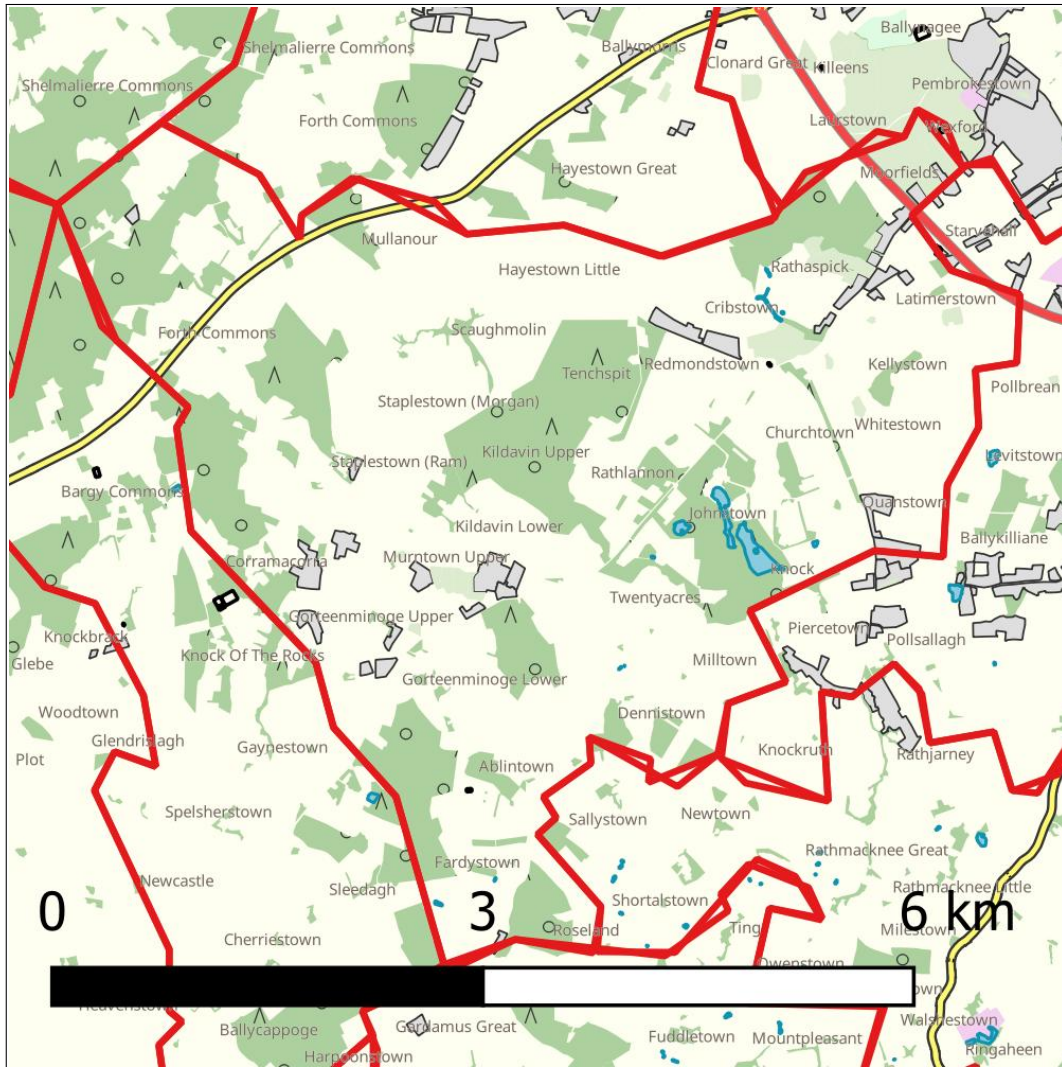 Ballynagee
Shelmalierre Commons
Ballymorris
Clonard Great
Killeens
Shelmalierre Commons
Pembrokestown
Forth Commons
Latirstown
Wexford
Hayestown Great
Moorfields
Mullanour
Starvehall
Hayestown Little
Rathaspick
Cribstown
Latimerstown
Forth Commons
Scaughmolin
Redmondstown
Kellystown
Tenchspit
Pollbrean
Staplestown (Morgan)
Whitestown
Churchtown
Kildavin Upper
Levitstown
Staplestown (Ram)
Rathlannon
Bargy Commons
Quanstown
Johnstown
Kildavin Lower
Ballykilliane
Murntown Upper
Corramacorra
Knock
Twentyacres
Gorteenminoge Upper
Piercetown
Pollsallagh
Knockbrack
Glebe
Knock Of The Rocks
Milltown
Gorteenminoge Lower
Woodtown
Dennistown
Glendrislagh
Gaynestown
Knockruth
Rathjarney
Plot
Ablintown
Spelsherstown
Sallystown
Newtown
Rathmacknee Great
Fardystown
Newcastle
Sleedagh
Rathmacknee Little
Shortalstown
0 3 6 km
Roseland
Ting
Milestown
Cherriestown
Owenstown
Heavenstown
Walshestown
Ballycappoge
Gardamus Great
Fuddletown
Mountpleasant
Ringaheen
Harpoonstown